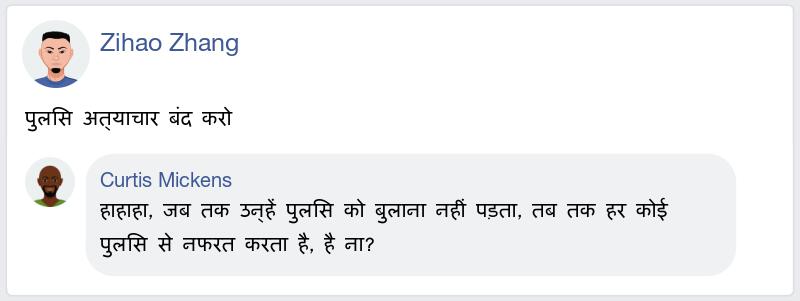 Zihao Zhang
पुलिस अत्याचार बंद करो
Curtis Mickens
हाहाहा, जब तक उन्हें पुलिस को बुलाना नहीं पड़ता, तब तक हर कोई
पुलिस से नफरत करता है, है ना?